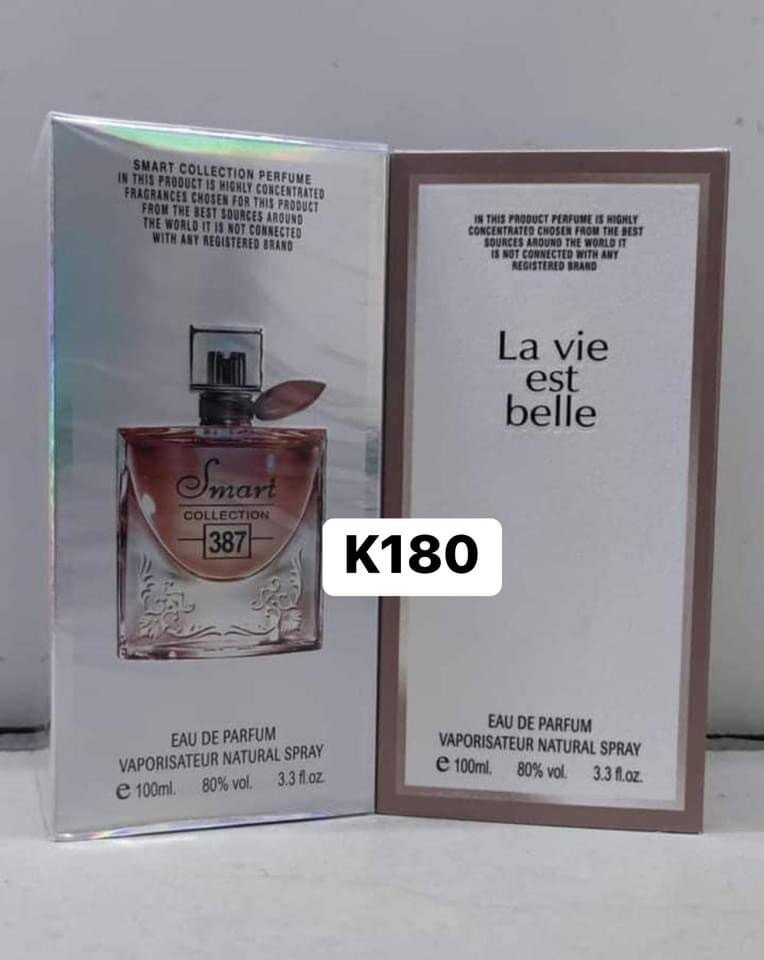 SMART COLLECTION PERFUME
IN THIS PRODUCT IS HIGHLY CONCENTRATED
FRAGRANCES CHOSEN FOR THIS PRODUCT
FROM THE BEST SOURCES AROUND
THE WORLD IT IS NOT CONNECTED
WITH ANY REGISTERED BRAND
Smart
COLLECTION
387
EAU DE PARFUM
VAPORISATEUR NATURAL SPRAY
e 100ml. 80% vol. 3.3 fl.oz.
K180
IN THIS PRODUCT PERFUME IS HIGHLY
CONCENTRATED CHOSEN FROM THE BEST
SOURCES AROUND THE WORLD IT
IS NOT CONNECTED WITH ANY
REGISTERED BRAND
La vie
est
belle
EAU DE PARFUM
VAPORISATEUR NATURAL SPRAY
e 100ml. 80% vol. 3.3 fl.oz.